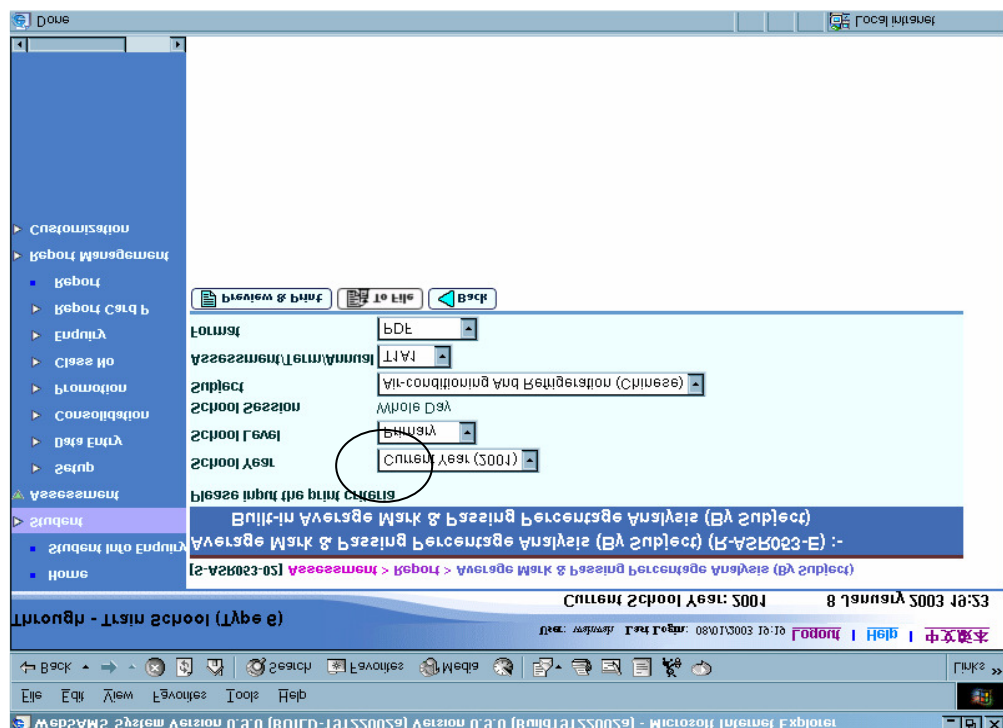 WebSAMS System Version 0.9.0 (BUILD-19122002a) Version 0.9.0 (Build19122002a) - Microsoft Internet Explorer
File Edit View Favorites Tools Help
Back Search Favorites Media Links »
Through - Train School (Type 6)
User: wahwah Last Login: 08/01/2003 19:19 Logout | Help | 中文版本
Current School Year: 2001 8 January 2003 19:23
Home
Student Info Enquiry
Student
Assessment
Setup
Data Entry
Consolidation
Promotion
Class No
Enquiry
Report Card P
Report
Report Management
Customization
[S-ASR053-02] Assessment > Report > Average Mark & Passing Percentage Analysis (By Subject)
Average Mark & Passing Percentage Analysis (By Subject) (R-ASR053-E) :-
Built-in Average Mark & Passing Percentage Analysis (By Subject)
Please input the print criteria
School Year Current Year (2001)
School Level Primary
School Session Whole Day
Subject Air-conditioning And Refrigeration (Chinese)
Assessment/Term/Annual T1A1
Format PDF
Preview & Print To File Back
Done Local intranet